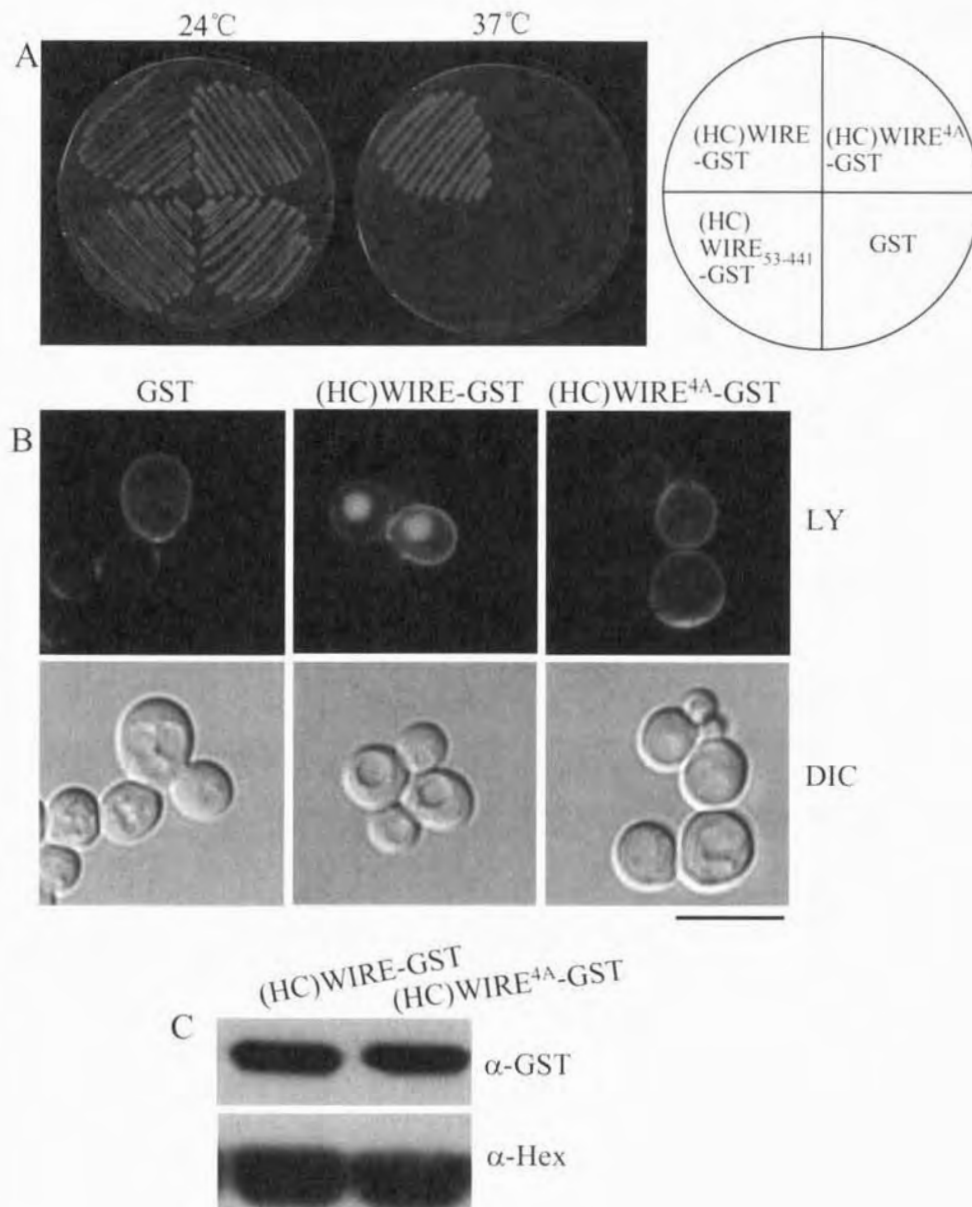 24°C 37°C
A
(HC)WIRE
-GST
(HC)WIRE⁴ᴬ
-GST
(HC)
WIRE₅₃₋₄₄₁
-GST
GST
GST (HC)WIRE-GST (HC)WIRE⁴ᴬ-GST
B
LY
DIC
(HC)WIRE-GST
(HC)WIRE⁴ᴬ-GST
C
α-GST
α-Hex